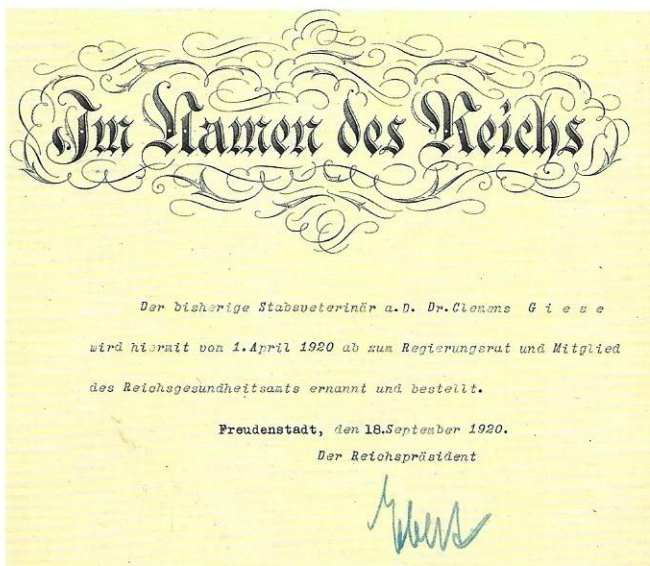 Im Namen des Reichs
Der bisherige Stabsveterinär a.D. Dr.Clemens G i e s e
wird hiermit vom 1.April 1920 ab zum Regierungsrat und Mitglied
des Reichsgesundheitsamts ernannt und bestellt.
Freudenstadt, den 18.September 1920.
Der Reichspräsident
Ebert